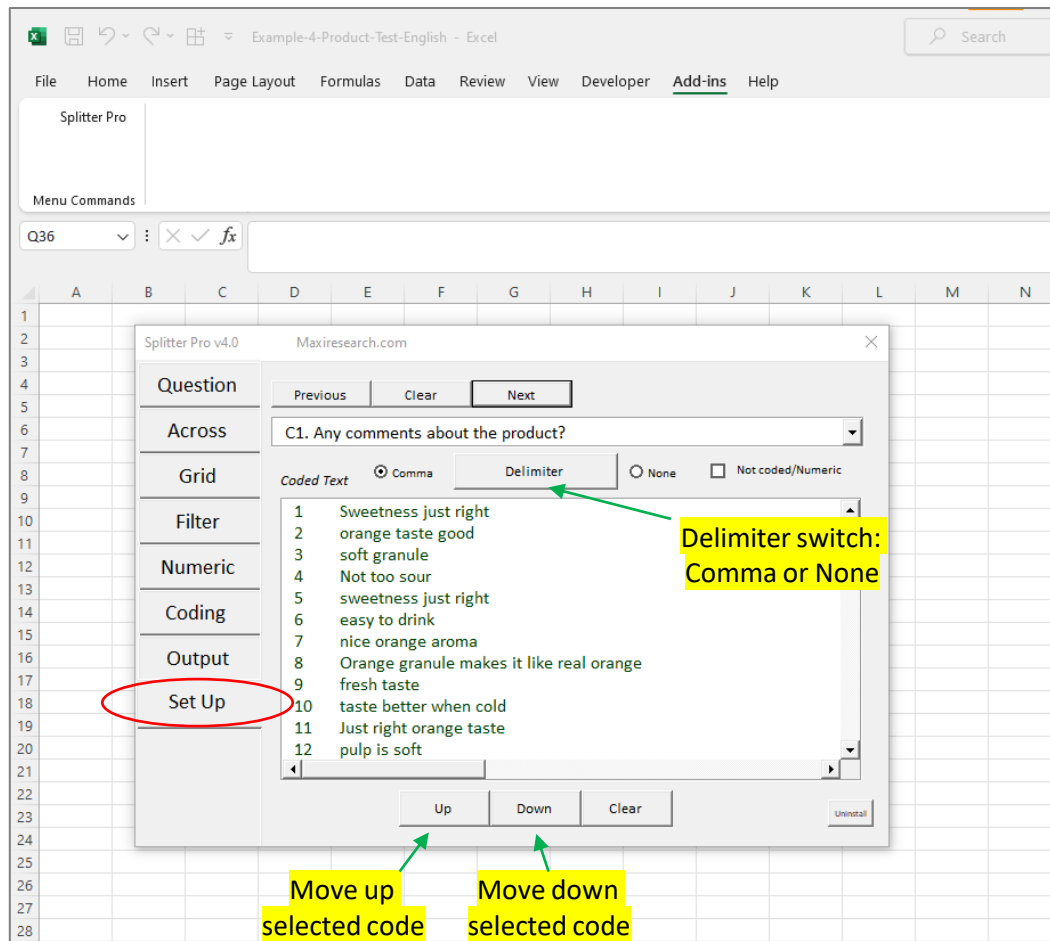 Example-4-Product-Test-English - Excel
Search
File Home Insert Page Layout Formulas Data Review View Developer Add-ins Help
Splitter Pro
Menu Commands
Q36
fx
A B C D E F G H I J K L M N
1
2
3
4
5
6
7
8
9
10
11
12
13
14
15
16
17
18
19
20
21
22
23
24
25
26
27
28
Splitter Pro v4.0 Maxiresearch.com
Question
Across
Grid
Filter
Numeric
Coding
Output
Set Up
Previous Clear Next
C1. Any comments about the product?
Coded Text Comma Delimiter None Not coded/Numeric
1 Sweetness just right
2 orange taste good
3 soft granule
4 Not too sour
5 sweetness just right
6 easy to drink
7 nice orange aroma
8 Orange granule makes it like real orange
9 fresh taste
10 taste better when cold
11 Just right orange taste
12 pulp is soft
Delimiter switch:
Comma or None
Up Down Clear
Uninstall
Move up
selected code
Move down
selected code